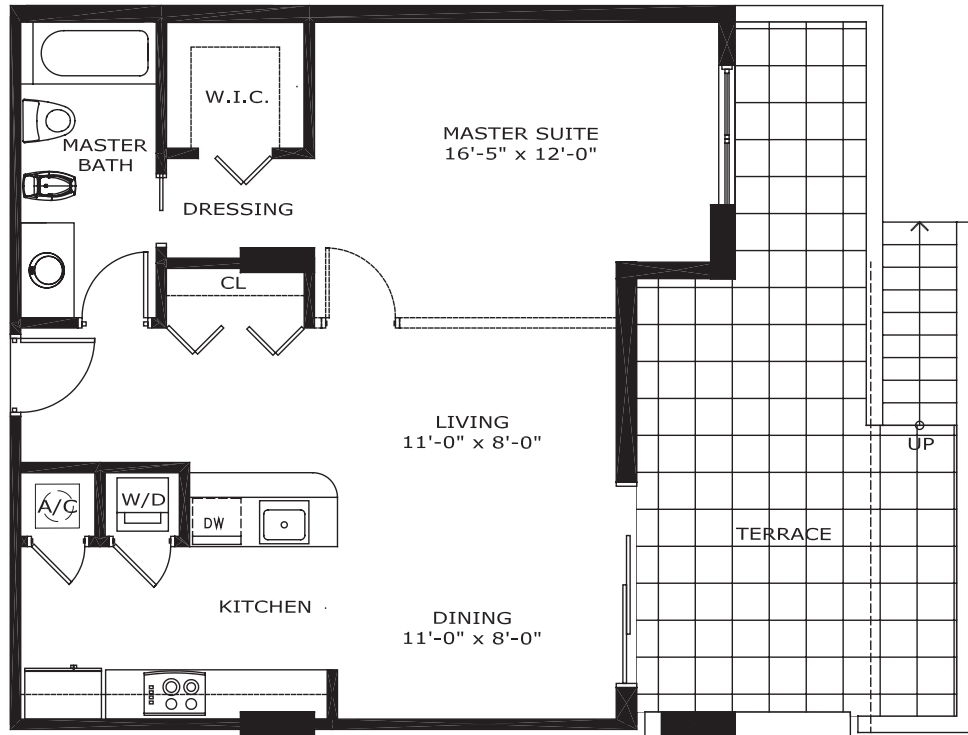 W.I.C.
MASTER
BATH
MASTER SUITE
16'-5" x 12'-0"
DRESSING
CL
LIVING
11'-0" x 8'-0"
UP
A/C
W/D
DW
TERRACE
KITCHEN
DINING
11'-0" x 8'-0"